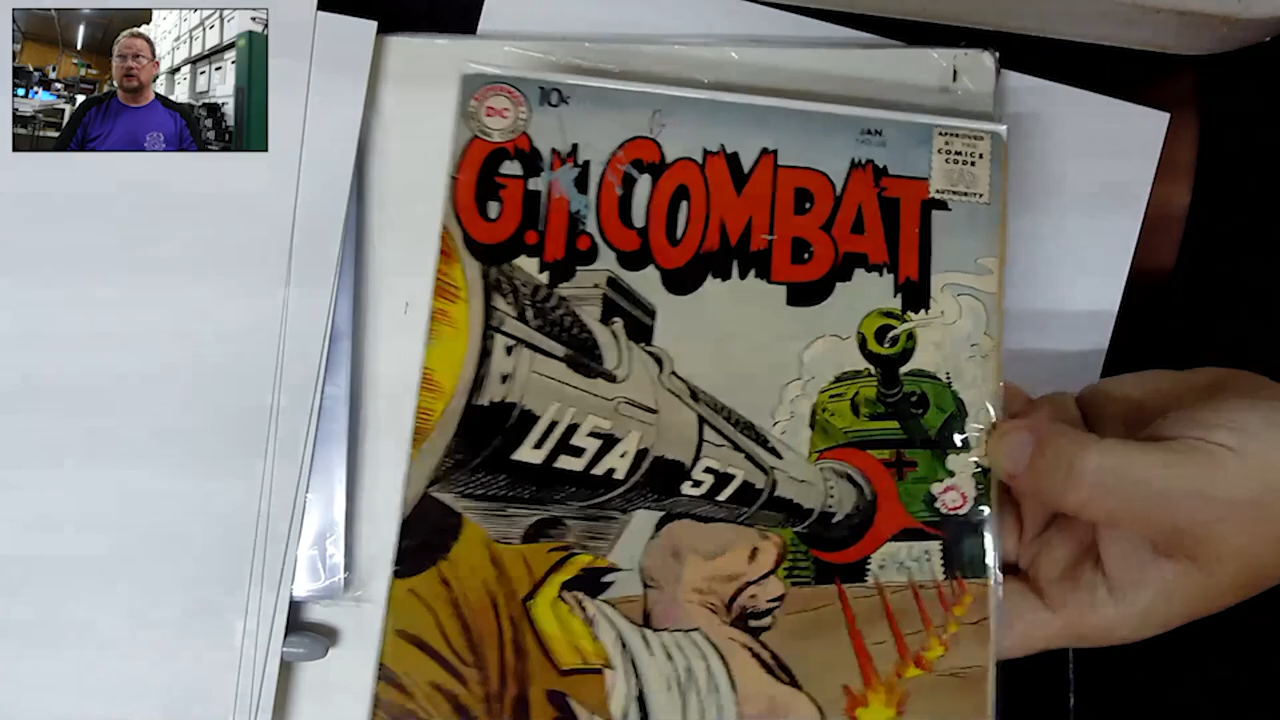 DC
10¢
JAN.
APPROVED
BY THE
COMICS
CODE
AUTHORITY
G.I. COMBAT
USA
57